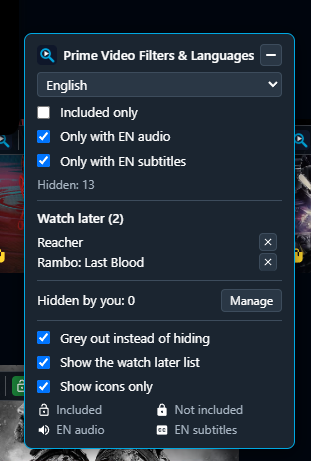 Prime Video Filters & Languages
English
Included only
Only with EN audio
Only with EN subtitles
Hidden: 13
Watch later (2)
Reacher
Rambo: Last Blood
Hidden by you: 0 Manage
Grey out instead of hiding
Show the watch later list
Show icons only
Included Not included
EN audio CC EN subtitles